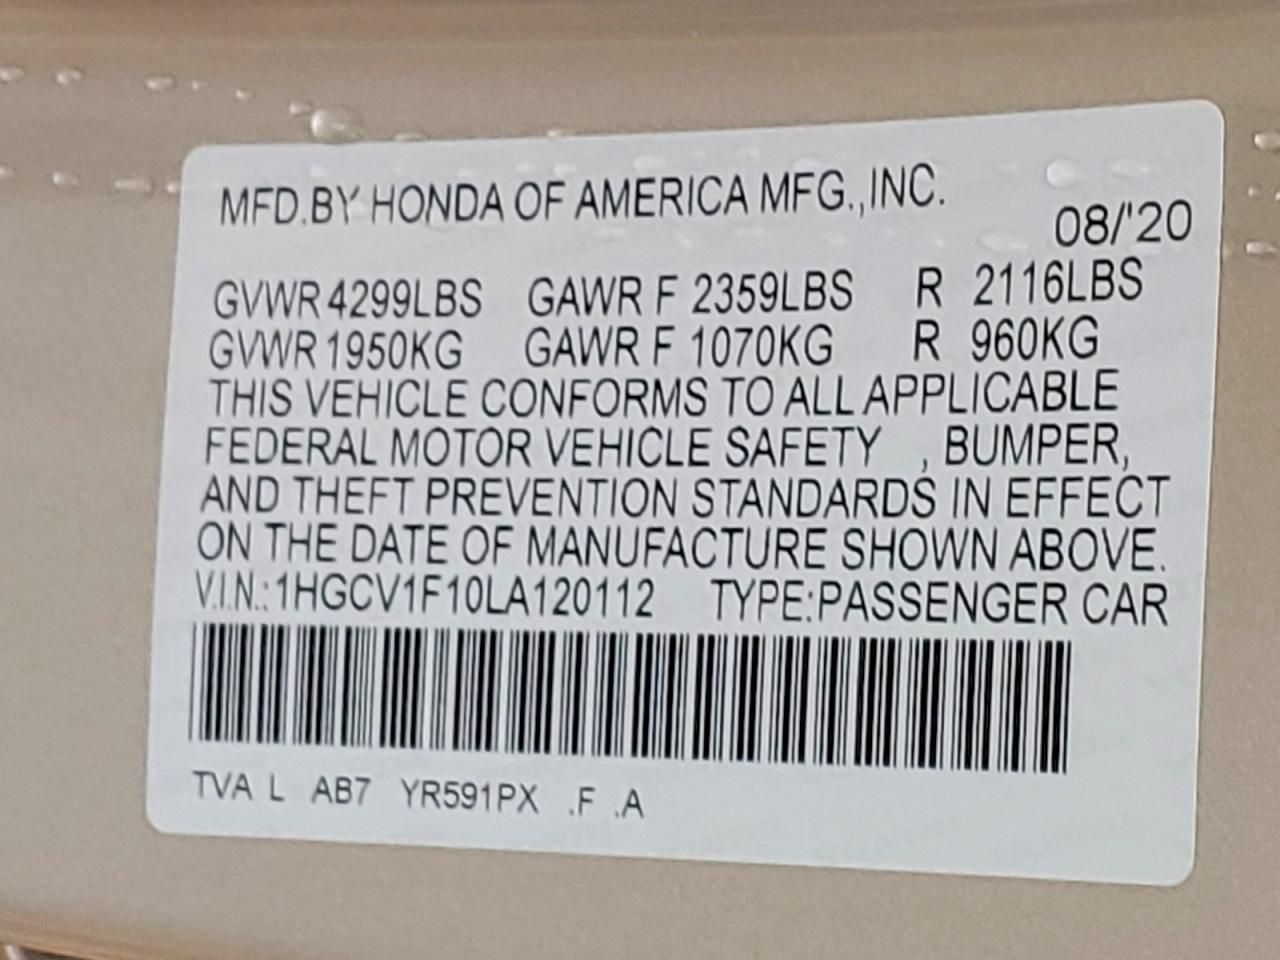 MFD.BY HONDA OF AMERICA MFG.,INC.
08/'20
GVWR 4299LBS GAWR F 2359LBS R 2116LBS
GVWR 1950KG GAWR F 1070KG R 960KG
THIS VEHICLE CONFORMS TO ALL APPLICABLE
FEDERAL MOTOR VEHICLE SAFETY , BUMPER,
AND THEFT PREVENTION STANDARDS IN EFFECT
ON THE DATE OF MANUFACTURE SHOWN ABOVE.
V.I.N.:1HGCV1F10LA120112 TYPE:PASSENGER CAR
TVA L AB7 YR591PX .F .A